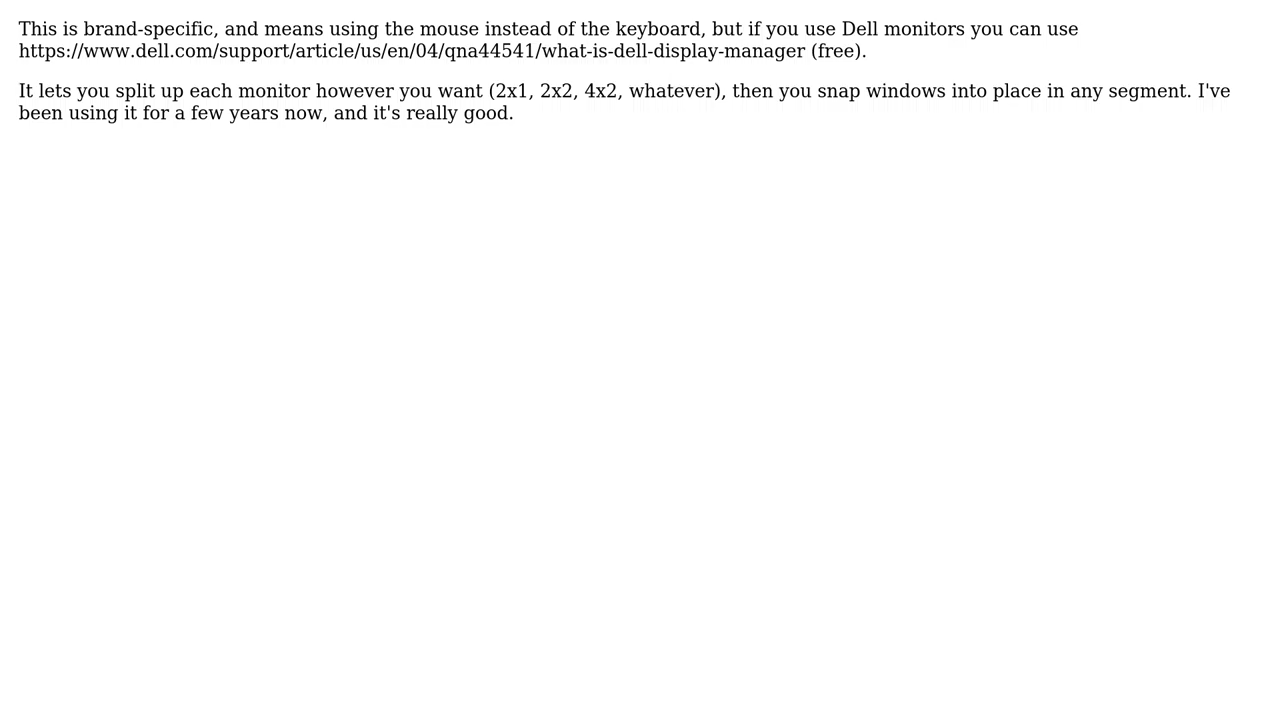 This is brand-specific, and means using the mouse instead of the keyboard, but if you use Dell monitors you can use
https://www.dell.com/support/article/us/en/04/qna44541/what-is-dell-display-manager (free).
It lets you split up each monitor however you want (2x1, 2x2, 4x2, whatever), then you snap windows into place in any segment. I've
been using it for a few years now, and it's really good.